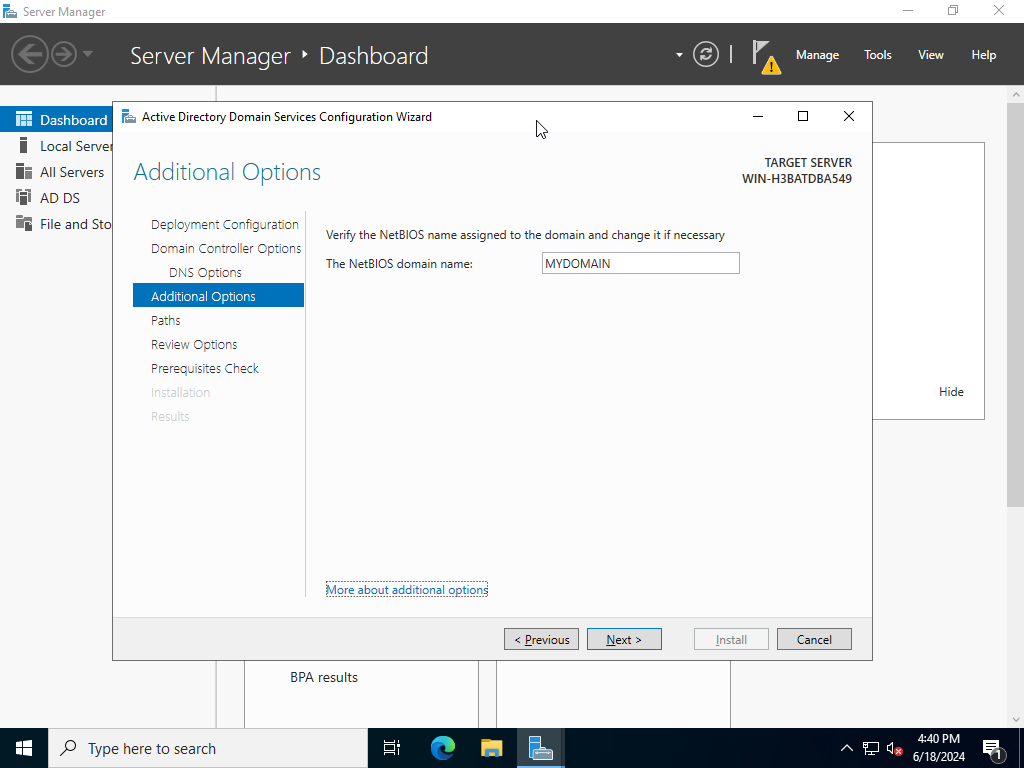 Server Manager
Server Manager • Dashboard
Manage Tools View Help
Dashboard
Local Server
All Servers
AD DS
File and Sto
Active Directory Domain Services Configuration Wizard
Additional Options
TARGET SERVER
WIN-H3BATDBA549
Deployment Configuration
Domain Controller Options
DNS Options
Additional Options
Paths
Review Options
Prerequisites Check
Installation
Results
Verify the NetBIOS name assigned to the domain and change it if necessary
The NetBIOS domain name: MYDOMAIN
More about additional options
< Previous Next > Install Cancel
Hide
BPA results
Type here to search
4:40 PM
6/18/2024
1